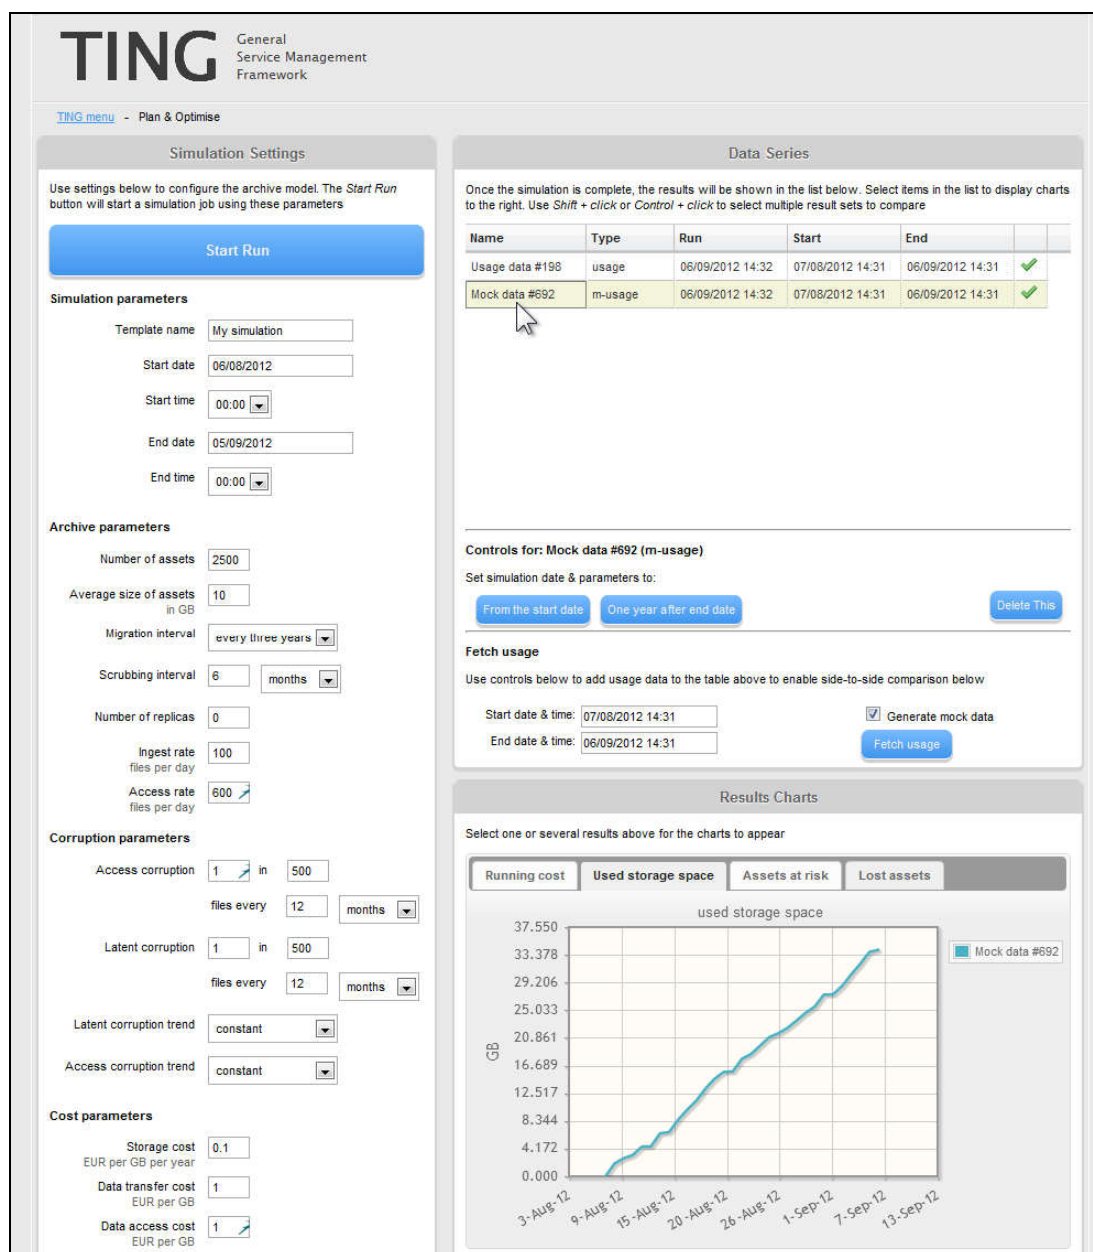 TING
General
Service Management
Framework
TING menu - Plan & Optimise
Simulation Settings
Use settings below to configure the archive model. The Start Run
button will start a simulation job using these parameters
Start Run
Simulation parameters
Template name My simulation
Start date 06/08/2012
Start time 00:00
End date 05/09/2012
End time 00:00
Archive parameters
Number of assets 2500
Average size of assets 10
in GB
Migration interval every three years
Scrubbing interval 6 months
Number of replicas 0
Ingest rate 100
files per day
Access rate 600
files per day
Corruption parameters
Access corruption 1 in 500
files every 12 months
Latent corruption 1 in 500
files every 12 months
Latent corruption trend constant
Access corruption trend constant
Cost parameters
Storage cost 0.1
EUR per GB per year
Data transfer cost 1
EUR per GB
Data access cost 1
EUR per GB
Data Series
Once the simulation is complete, the results will be shown in the list below. Select items in the list to display charts
to the right. Use Shift + click or Control + click to select multiple result sets to compare
Name Type Run Start End
Usage data #198 usage 06/09/2012 14:32 07/08/2012 14:31 06/09/2012 14:31
Mock data #692 m-usage 06/09/2012 14:32 07/08/2012 14:31 06/09/2012 14:31
Controls for: Mock data #692 (m-usage)
Set simulation date & parameters to:
From the start date One year after end date Delete This
Fetch usage
Use controls below to add usage data to the table above to enable side-to-side comparison below
Start date & time: 07/08/2012 14:31 Generate mock data
End date & time: 06/09/2012 14:31 Fetch usage
Results Charts
Select one or several results above for the charts to appear
Running cost Used storage space Assets at risk Lost assets
used storage space
37.550
33.378
29.206
25.033
20.861
16.689
12.517
8.344
4.172
0.000
GB
Mock data #692
3-Aug-12 9-Aug-12 15-Aug-12 20-Aug-12 26-Aug-12 1-Sep-12 7-Sep-12 13-Sep-12